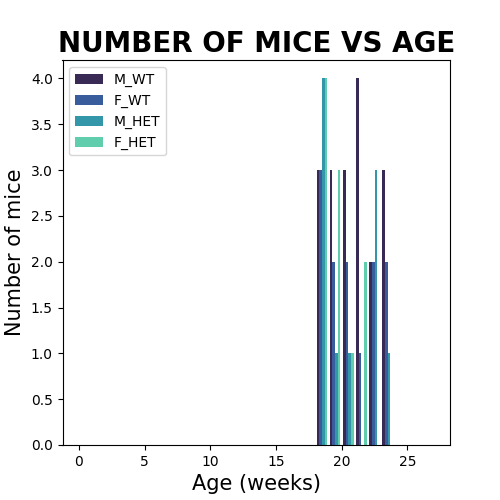 NUMBER OF MICE VS AGE
M_WT
F_WT
M_HET
F_HET
4.0
3.5
3.0
2.5
2.0
1.5
1.0
0.5
0.0
Number of mice
0 5 10 15 20 25
Age (weeks)